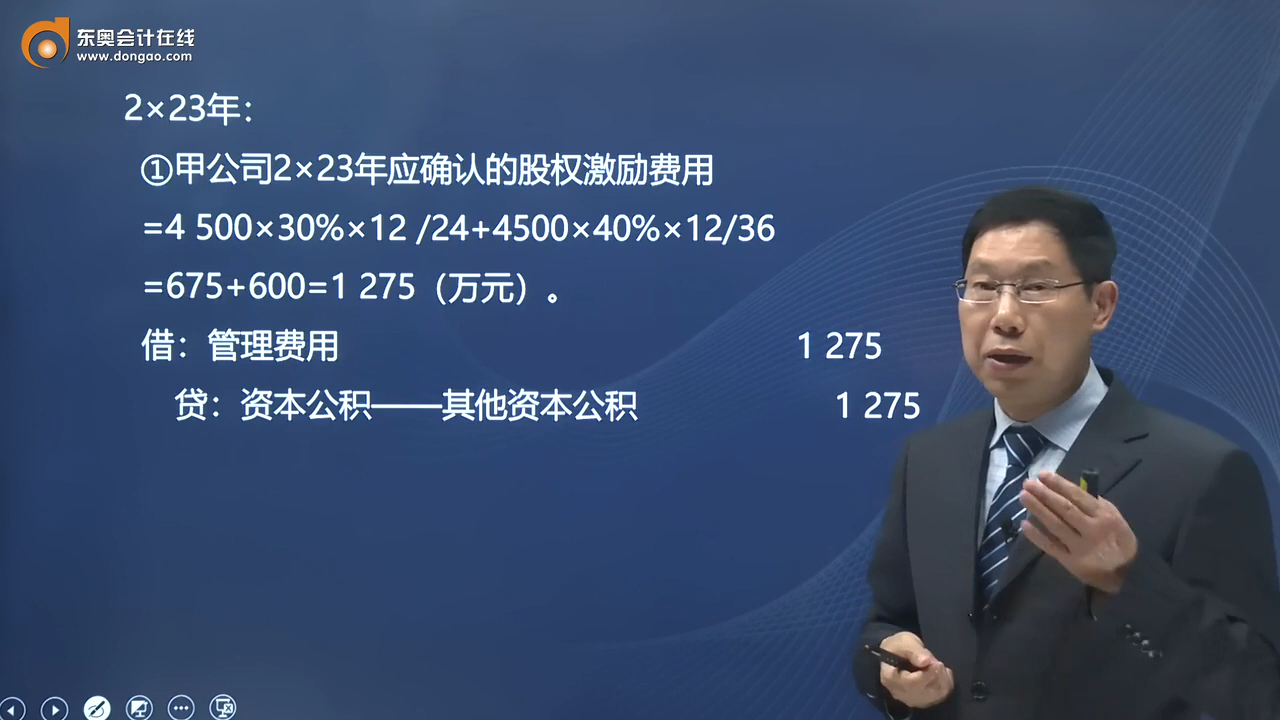 东奥会计在线
www.dongao.com
2×23年：
①甲公司2×23年应确认的股权激励费用
=4 500×30%×12 /24+4500×40%×12/36
=675+600=1 275（万元）。
借：管理费用 1 275
贷：资本公积——其他资本公积 1 275